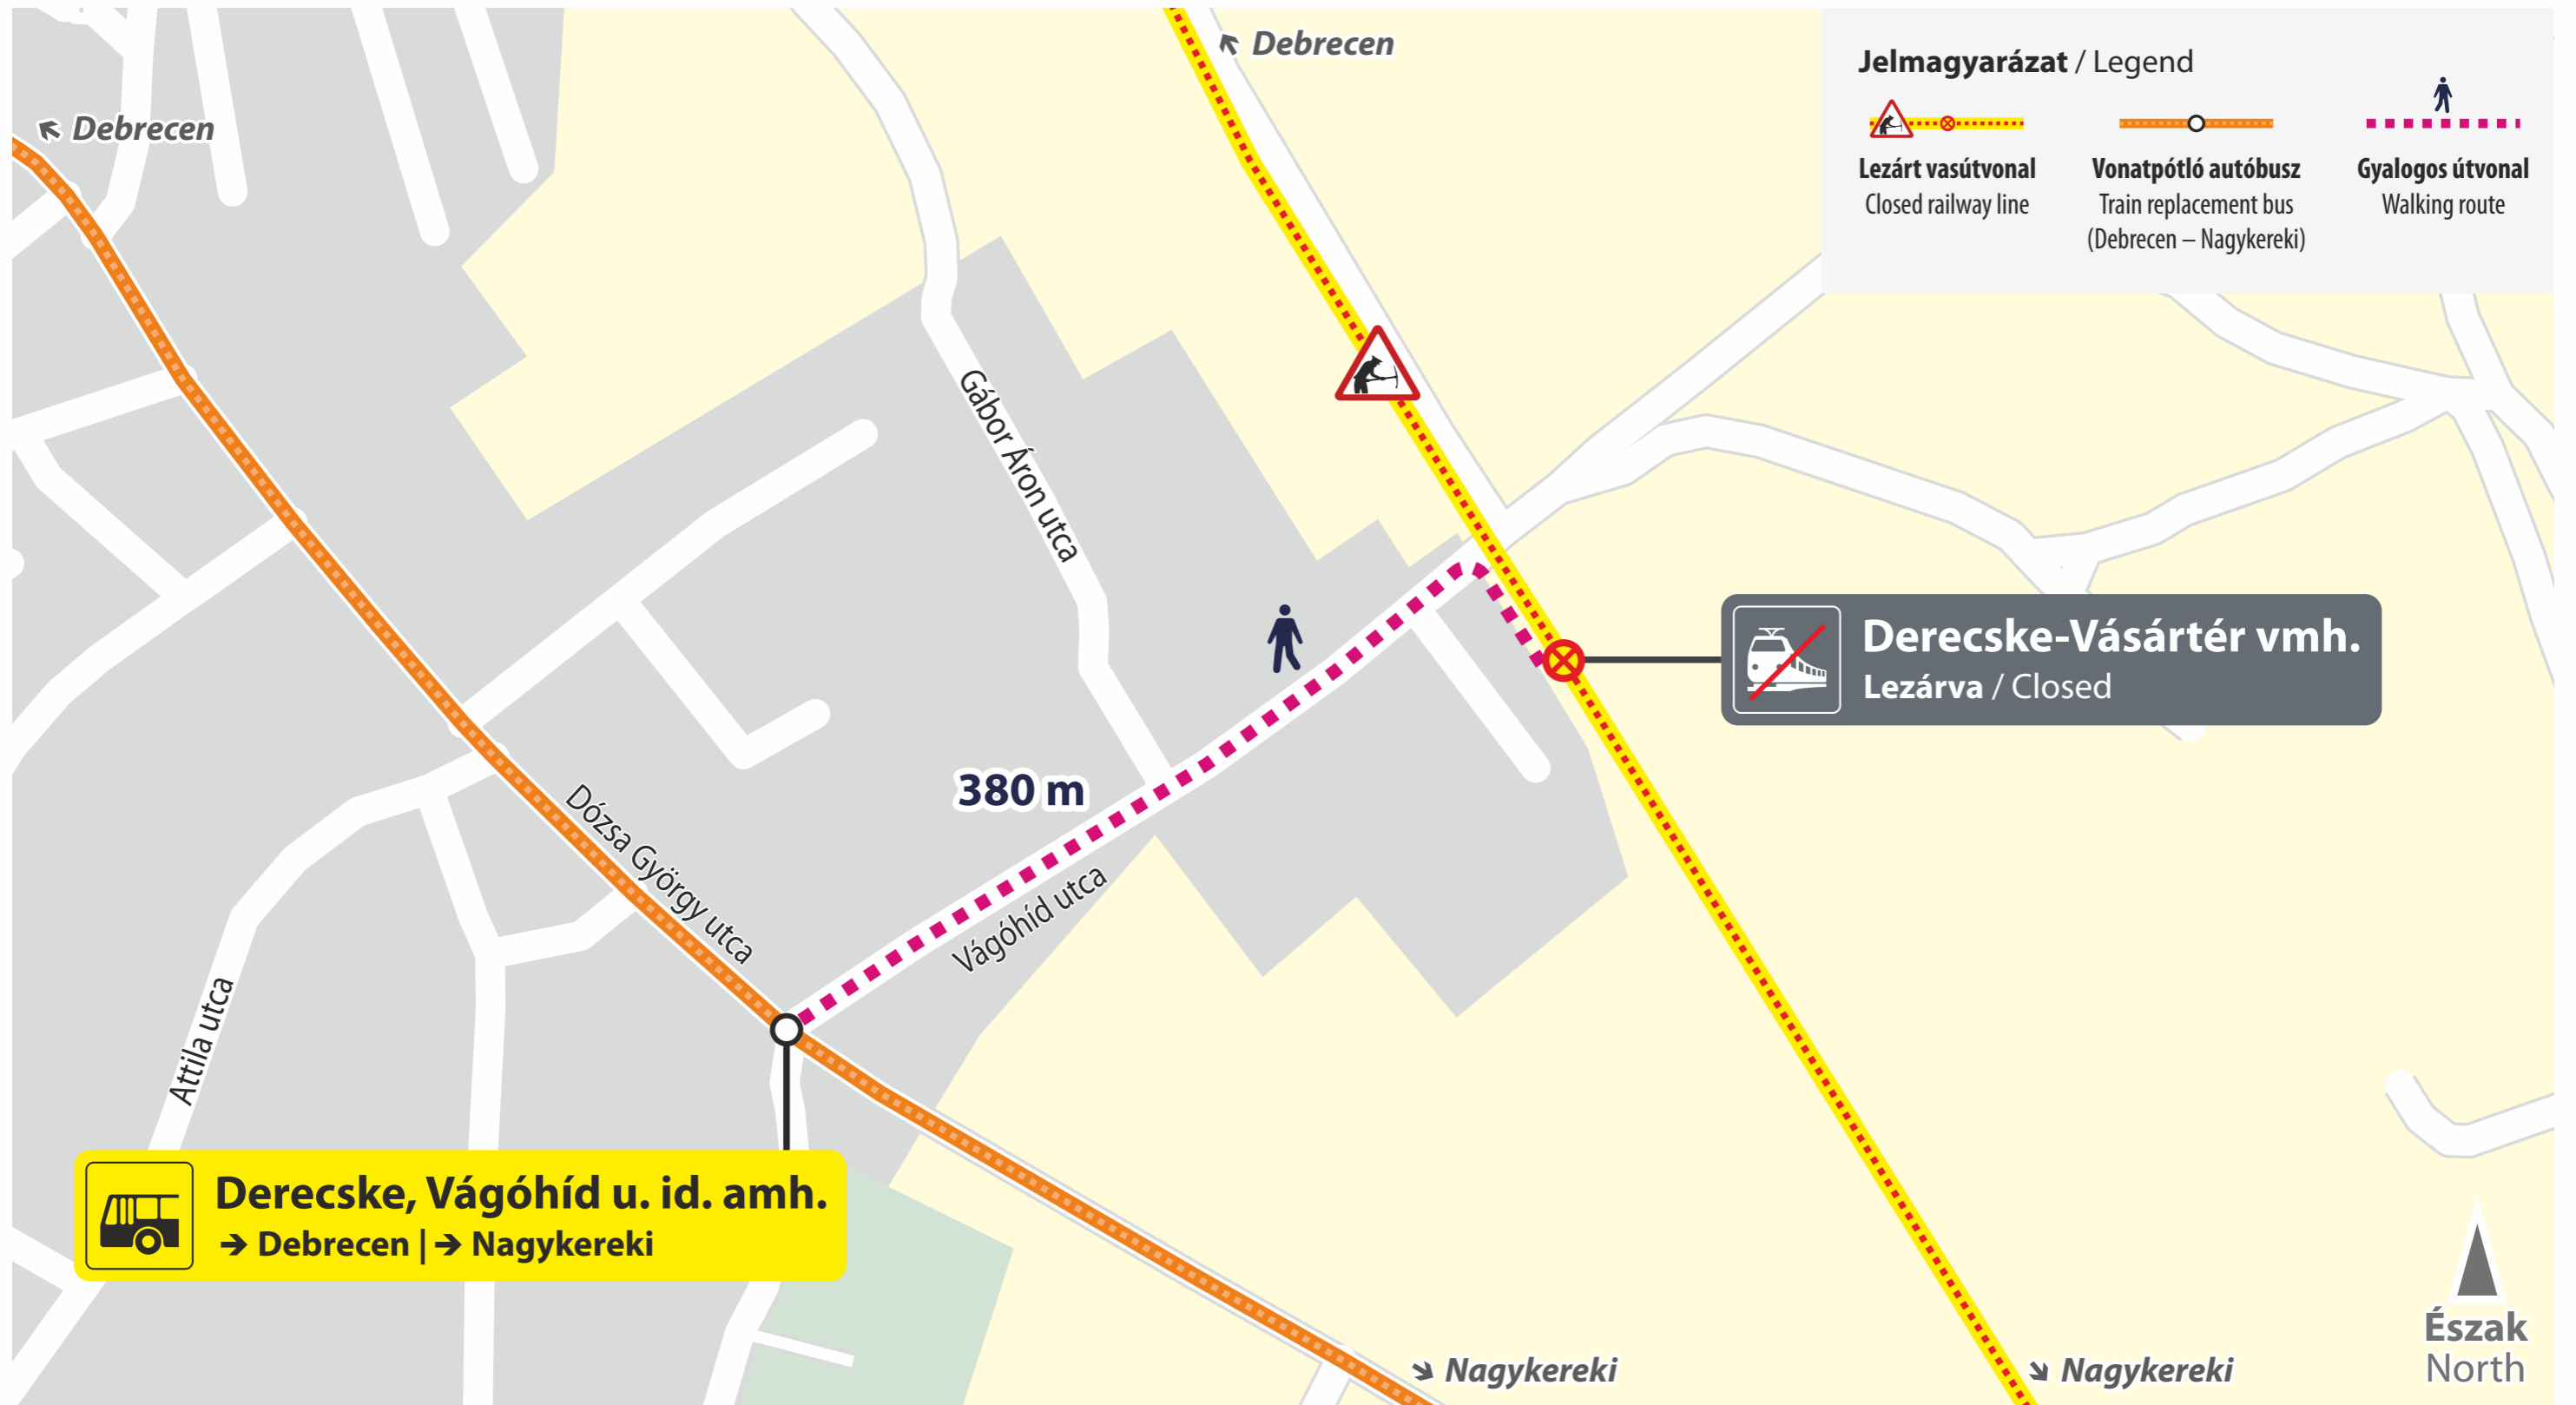 Debrecen
Debrecen
Jelmagyarázat / Legend
Lezárt vasútvonal
Closed railway line
Vonatpótló autóbusz
Train replacement bus
(Debrecen – Nagykereki)
Gyalogos útvonal
Walking route
Gábor Áron utca
Derecske-Vásártér vmh.
Lezárva / Closed
380 m
Dózsa György utca
Vágóhíd utca
Attila utca
Derecske, Vágóhíd u. id. amh.
→ Debrecen | → Nagykereki
Nagykereki
Nagykereki
Észak
North